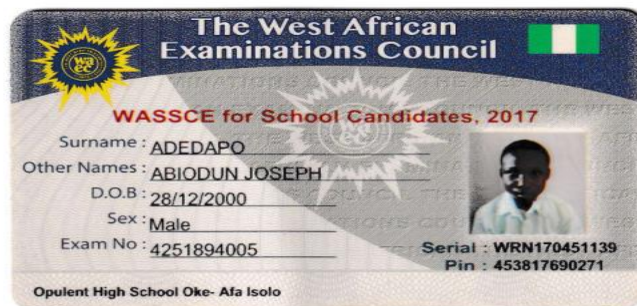 The West African
Examinations Council
WASSCE for School Candidates, 2017
Surname : ADEDAPO
Other Names : ABIODUN JOSEPH
D.O.B : 28/12/2000
Sex : Male
Exam No : 4251894005
Serial : WRN170451139
Pin : 453817690271
Opulent High School Oke- Afa Isolo